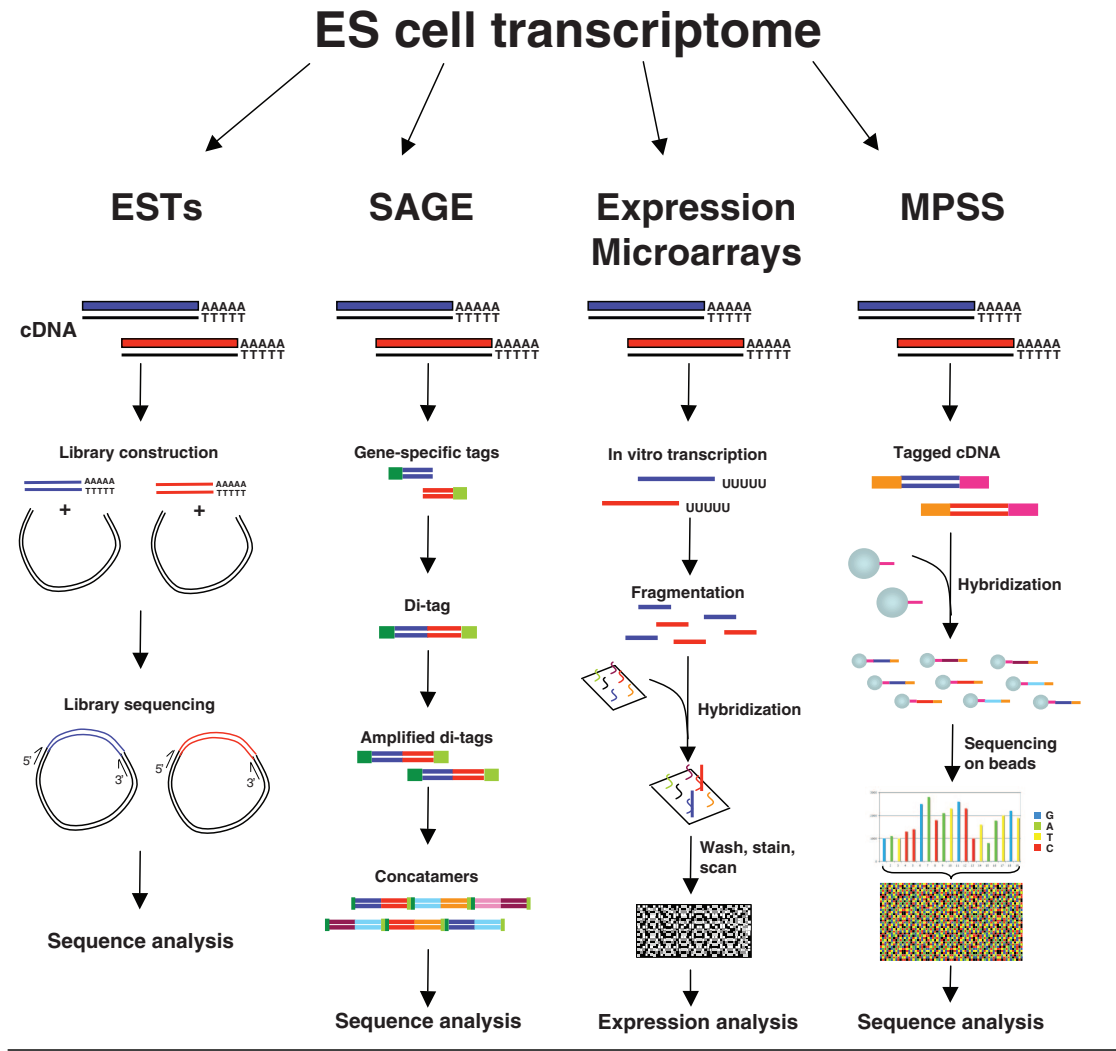 ES cell transcriptome
ESTs
SAGE
Expression
Microarrays
MPSS
cDNA
AAAAA
TTTTT
AAAAA
TTTTT
AAAAA
TTTTT
AAAAA
TTTTT
AAAAA
TTTTT
AAAAA
TTTTT
AAAAA
TTTTT
AAAAA
TTTTT
Library construction
AAAAA
TTTTT
AAAAA
TTTTT
+
+
Library sequencing
5'
3'
5'
3'
Sequence analysis
Gene-specific tags
Di-tag
Amplified di-tags
Concatamers
Sequence analysis
In vitro transcription
UUUUU
UUUUU
Fragmentation
Hybridization
Wash, stain,
scan
Expression analysis
Tagged cDNA
Hybridization
Sequencing
on beads
G
A
T
C
Sequence analysis